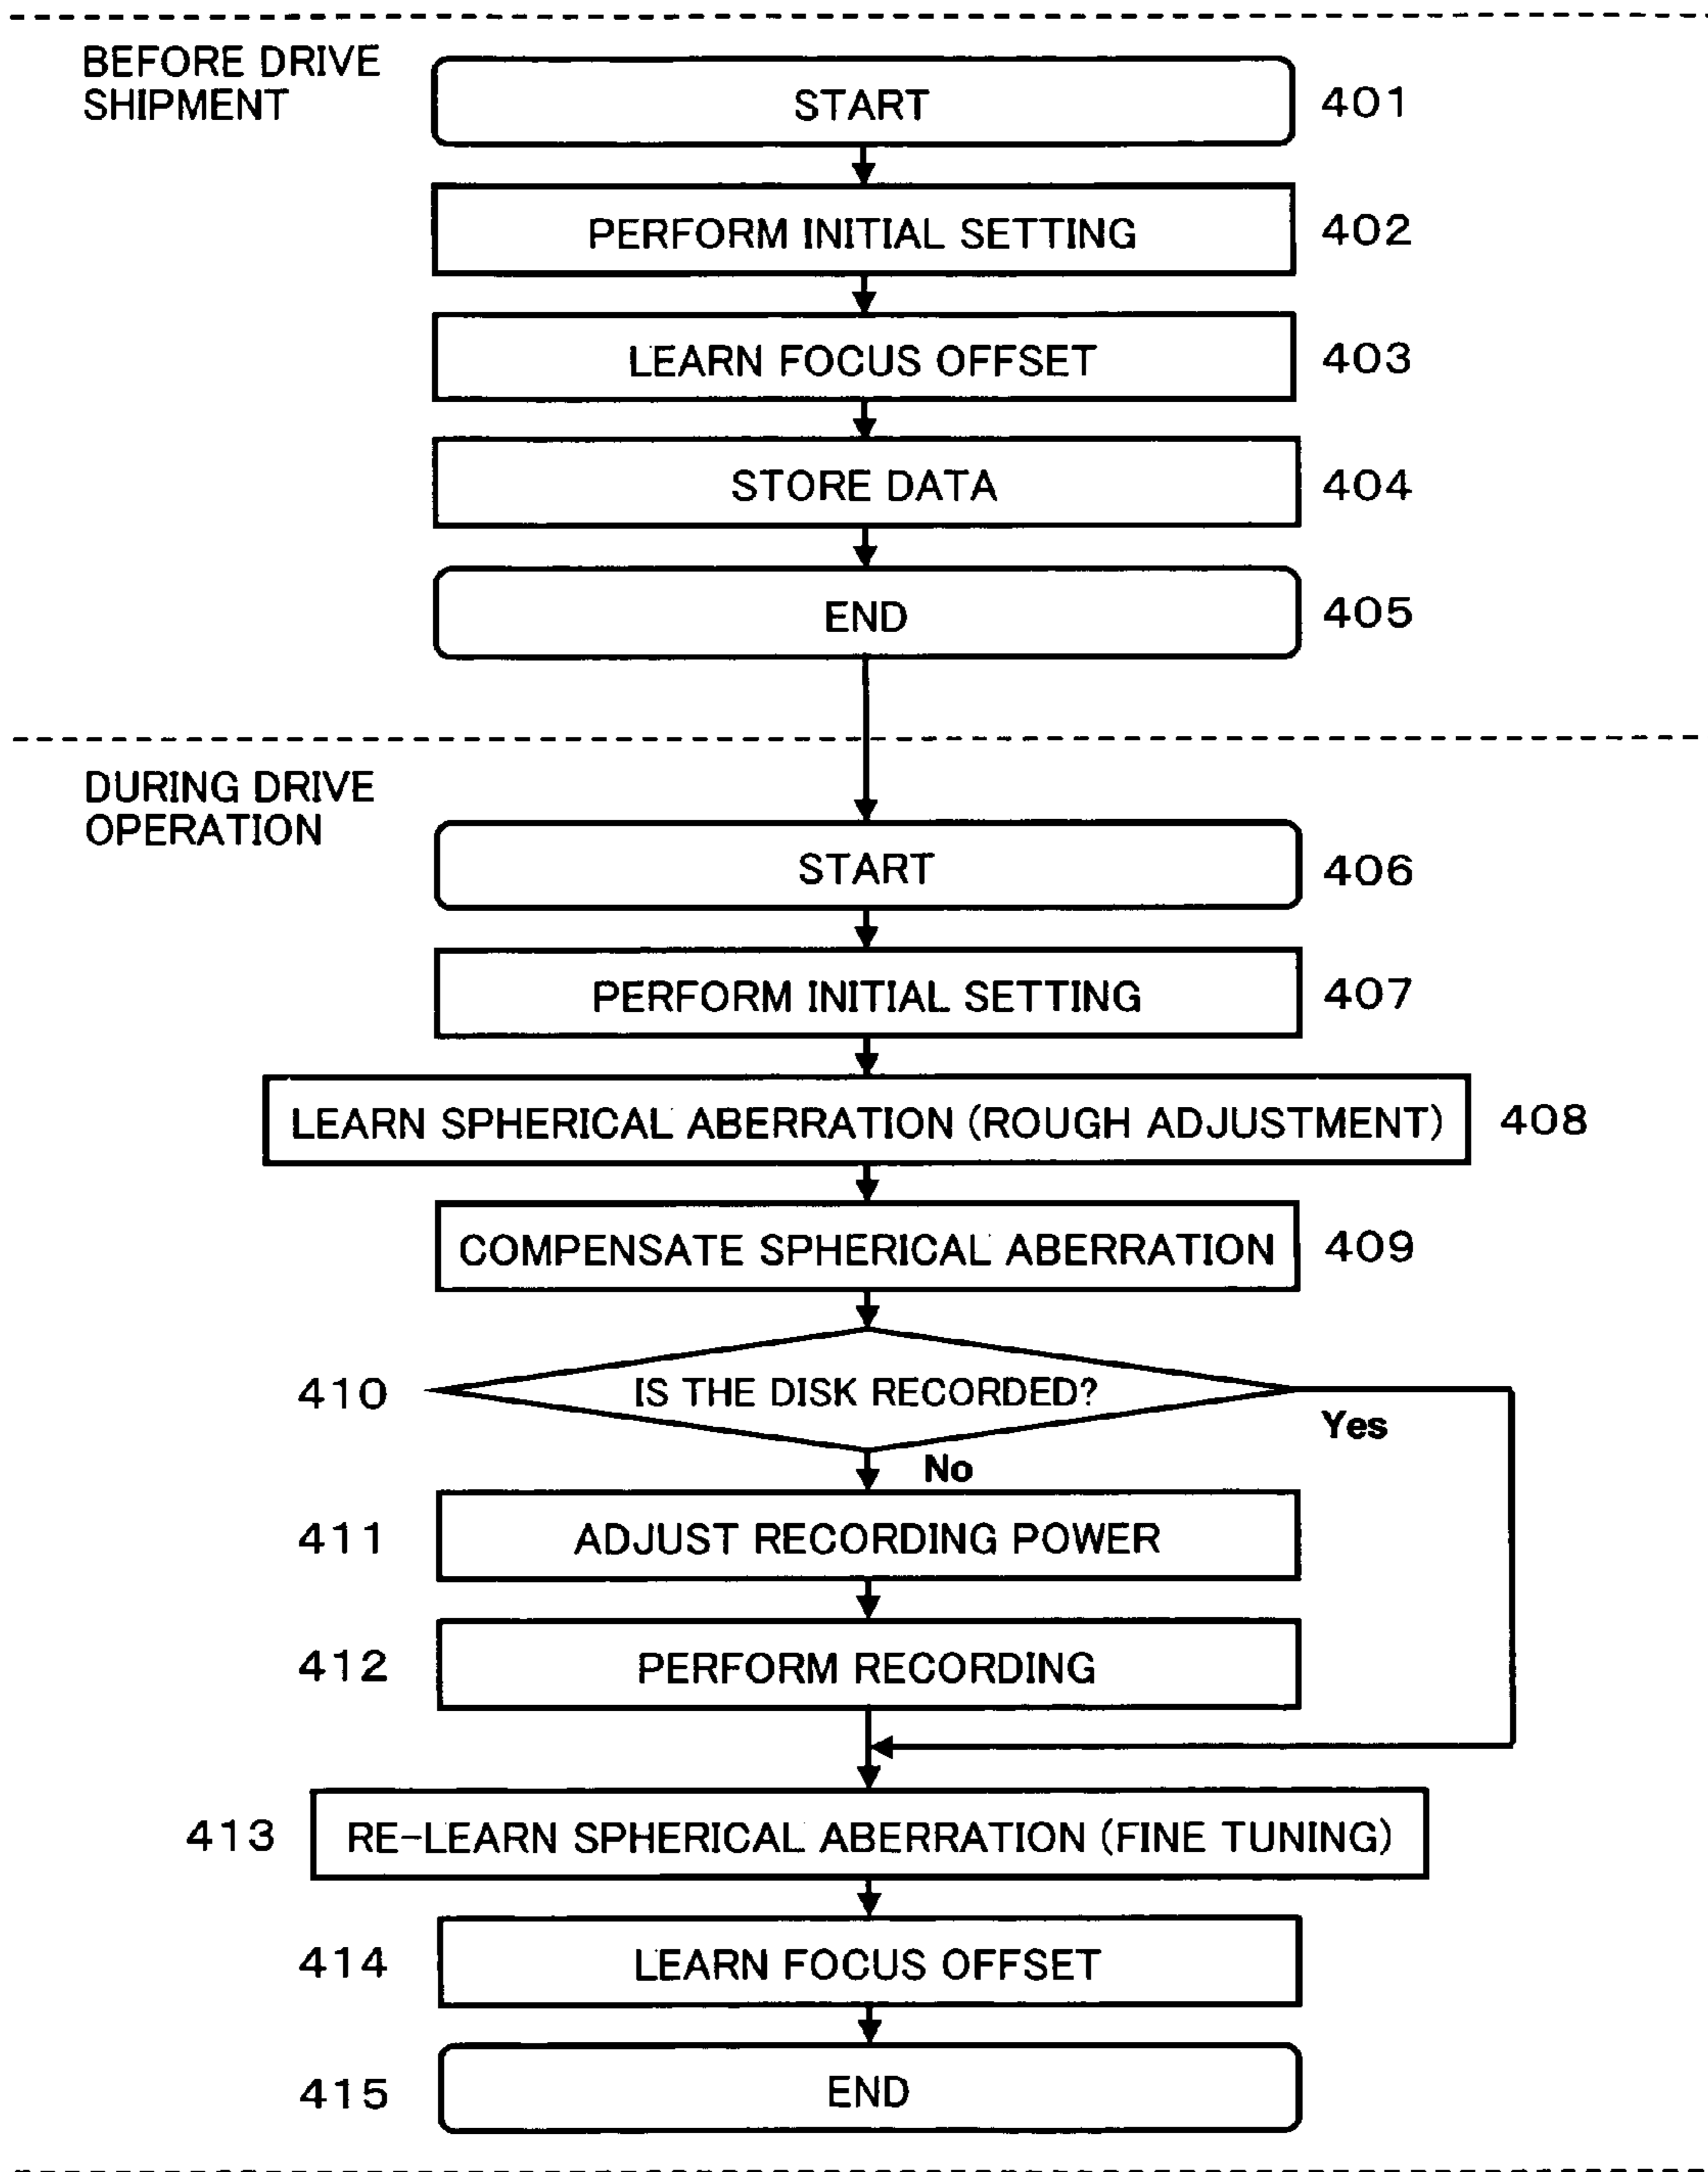 BEFORE DRIVE
SHIPMENT
START
401
PERFORM INITIAL SETTING
402
LEARN FOCUS OFFSET
403
STORE DATA
404
END
405
DURING DRIVE
OPERATION
START
406
PERFORM INITIAL SETTING
407
LEARN SPHERICAL ABERRATION (ROUGH ADJUSTMENT)
408
COMPENSATE SPHERICAL ABERRATION
409
410
IS THE DISK RECORDED?
Yes
No
411
ADJUST RECORDING POWER
412
PERFORM RECORDING
413
RE-LEARN SPHERICAL ABERRATION (FINE TUNING)
414
LEARN FOCUS OFFSET
415
END